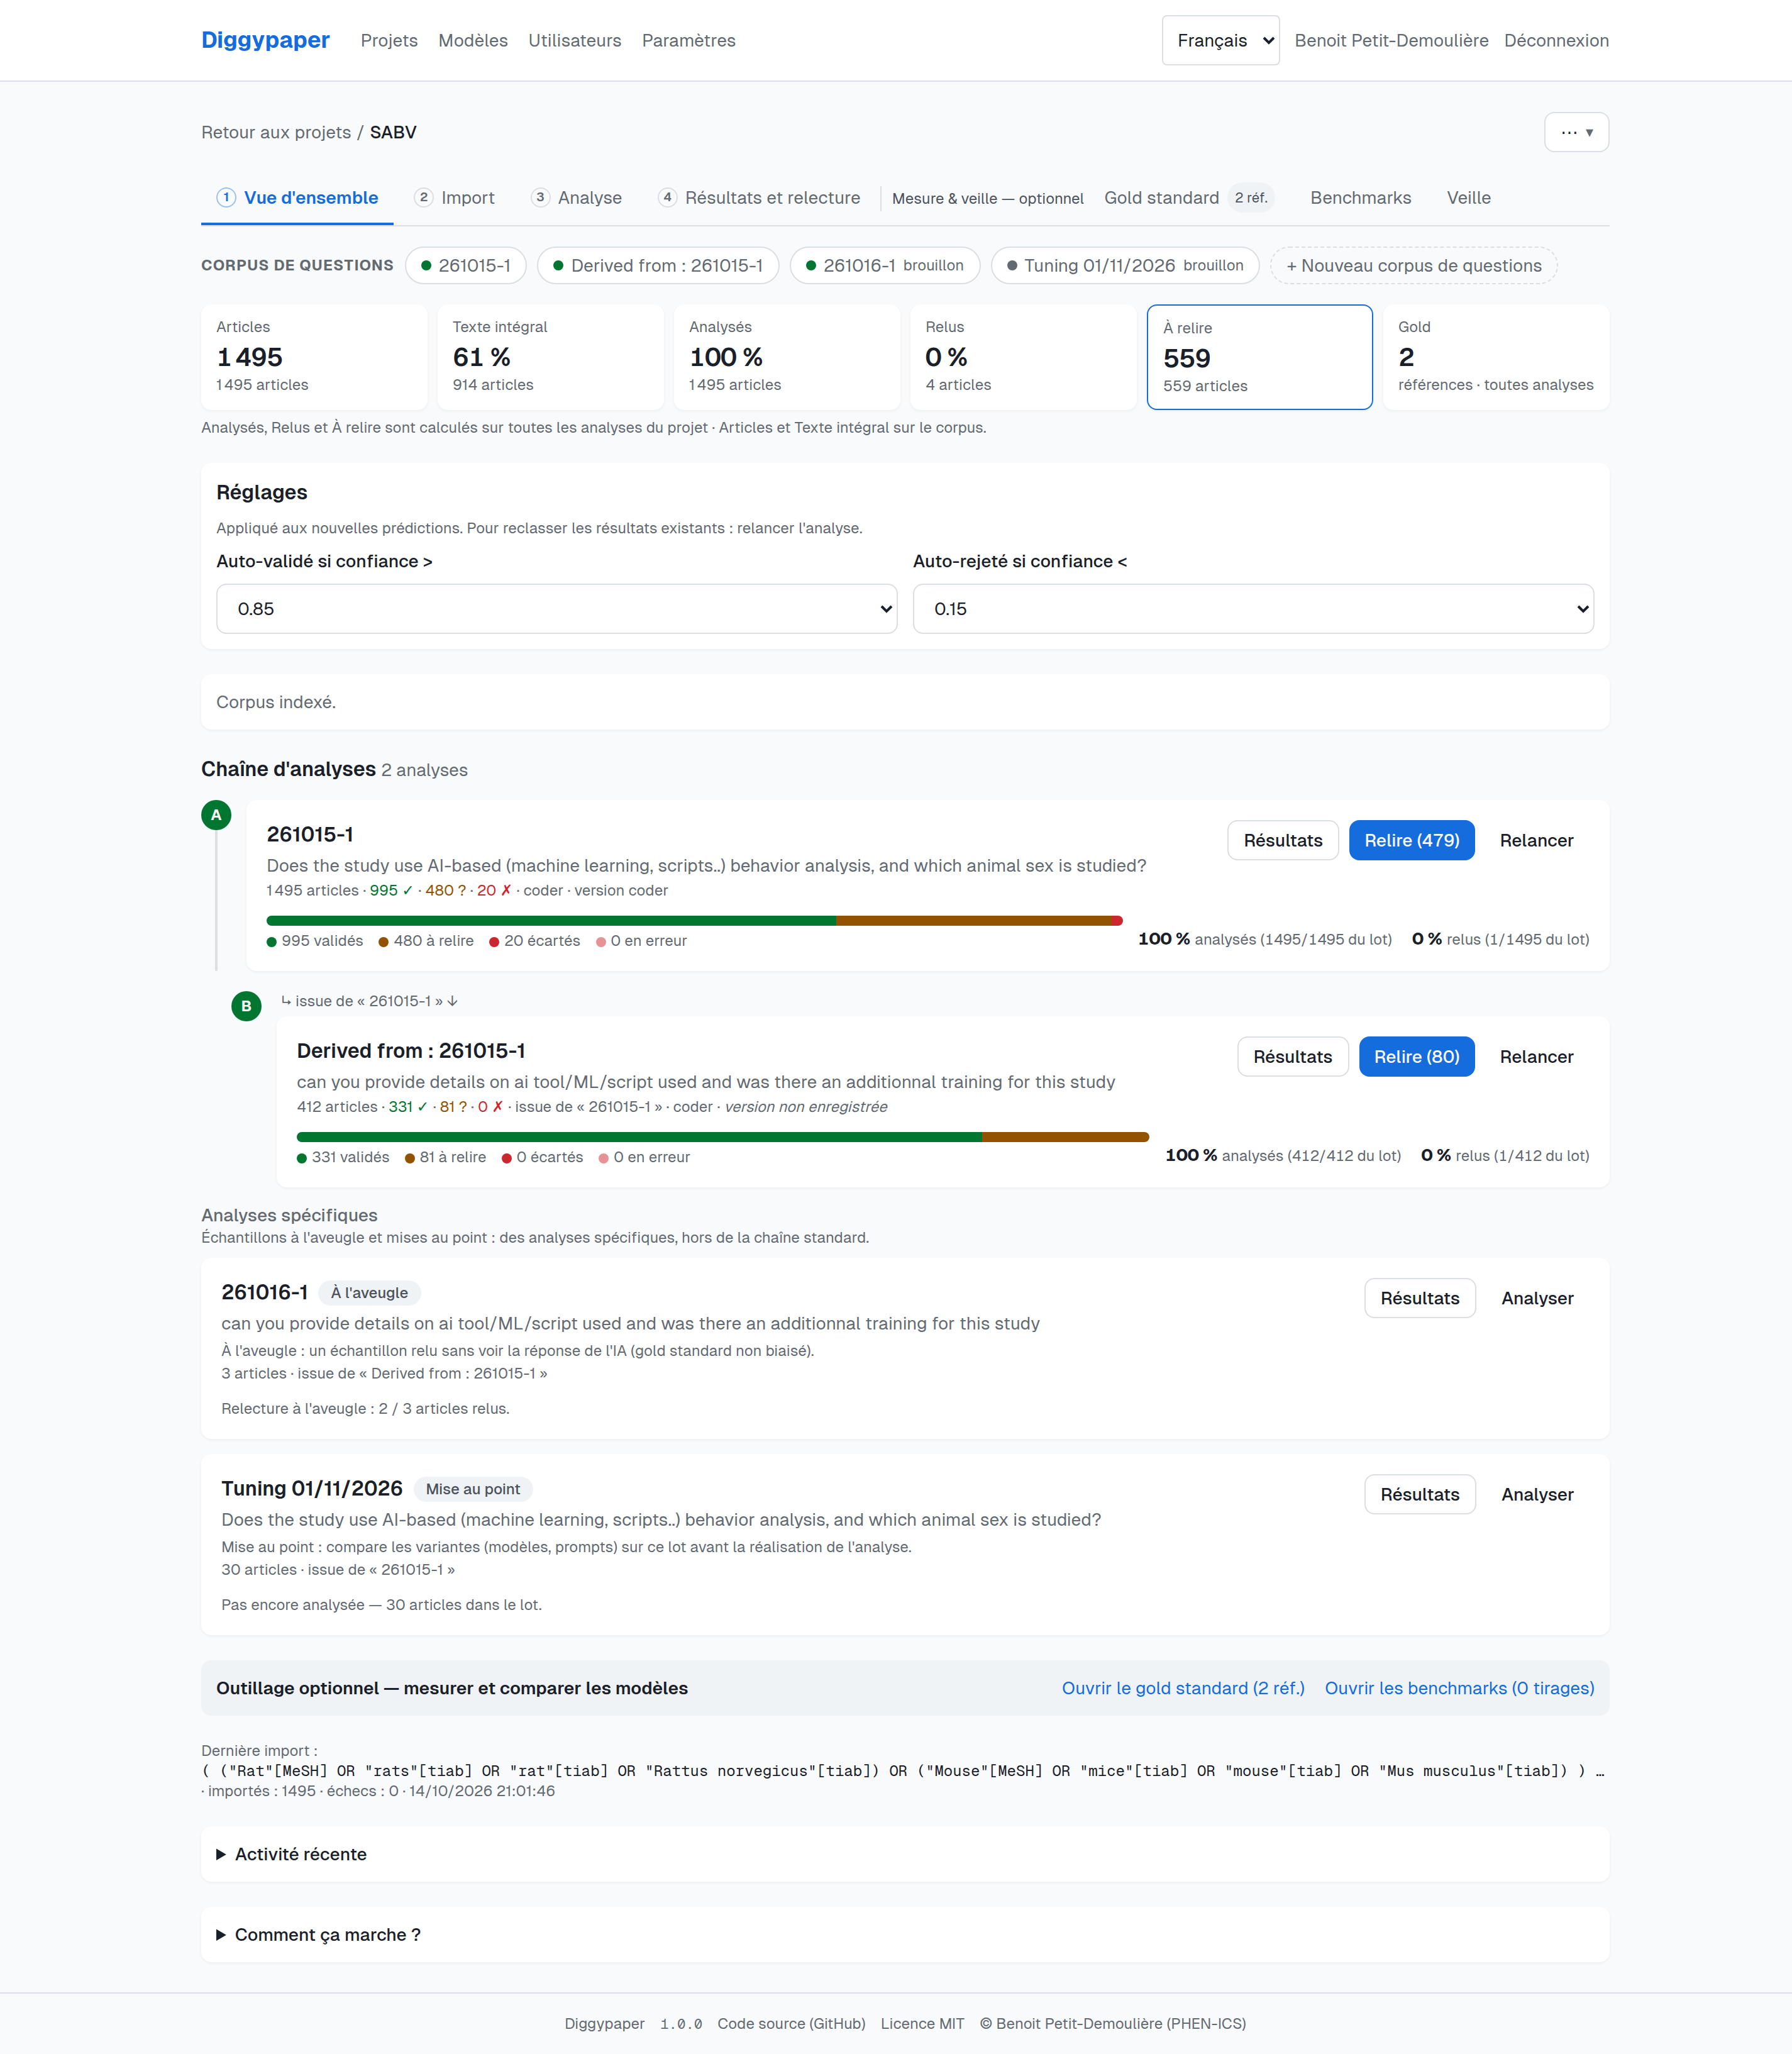 Diggypaper Projets Modèles Utilisateurs Paramètres Français Benoit Petit-Demoulière Déconnexion
Retour aux projets / SABV ... ▾
1 Vue d'ensemble 2 Import 3 Analyse 4 Résultats et relecture Mesure & veille — optionnel Gold standard 2 réf. Benchmarks Veille
CORPUS DE QUESTIONS 261015-1 Derived from : 261015-1 261016-1 brouillon Tuning 01/11/2026 brouillon + Nouveau corpus de questions
Articles Texte intégral Analysés Relus À relire Gold
1 495 61 % 100 % 0 % 559 2
1 495 articles 914 articles 1 495 articles 4 articles 559 articles références · toutes analyses
Analysés, Relus et À relire sont calculés sur toutes les analyses du projet · Articles et Texte intégral sur le corpus.
Réglages
Appliqué aux nouvelles prédictions. Pour reclasser les résultats existants : relancer l'analyse.
Auto-validé si confiance > Auto-rejeté si confiance <
0.85 0.15
Corpus indexé.
Chaîne d'analyses 2 analyses
A 261015-1 Résultats Relire (479) Relancer
Does the study use AI-based (machine learning, scripts..) behavior analysis, and which animal sex is studied?
1 495 articles · 995 ✓ · 480 ? · 20 ✗ · coder · version coder
995 validés 480 à relire 20 écartés 0 en erreur 100 % analysés (1 495/1 495 du lot) 0 % relus (1/1 495 du lot)
B ↳ issue de « 261015-1 » ↓
Derived from : 261015-1 Résultats Relire (80) Relancer
can you provide details on ai tool/ML/script used and was there an additionnal training for this study
412 articles · 331 ✓ · 81 ? · 0 ✗ · issue de « 261015-1 » · coder · version non enregistrée
331 validés 81 à relire 0 écartés 0 en erreur 100 % analysés (412/412 du lot) 0 % relus (1/412 du lot)
Analyses spécifiques
Échantillons à l'aveugle et mises au point : des analyses spécifiques, hors de la chaîne standard.
261016-1 À l'aveugle Résultats Analyser
can you provide details on ai tool/ML/script used and was there an additionnal training for this study
À l'aveugle : un échantillon relu sans voir la réponse de l'IA (gold standard non biaisé).
3 articles · issue de « Derived from : 261015-1 »
Relecture à l'aveugle : 2 / 3 articles relus.
Tuning 01/11/2026 Mise au point Résultats Analyser
Does the study use AI-based (machine learning, scripts..) behavior analysis, and which animal sex is studied?
Mise au point : compare les variantes (modèles, prompts) sur ce lot avant la réalisation de l'analyse.
30 articles · issue de « 261015-1 »
Pas encore analysée — 30 articles dans le lot.
Outillage optionnel — mesurer et comparer les modèles Ouvrir le gold standard (2 réf.) Ouvrir les benchmarks (0 tirages)
Dernière import :
( ("Rat"[MeSH] OR "rats"[tiab] OR "rat"[tiab] OR "Rattus norvegicus"[tiab]) OR ("Mouse"[MeSH] OR "mice"[tiab] OR "mouse"[tiab] OR "Mus musculus"[tiab]) ) …
· importés : 1495 · échecs : 0 · 14/10/2026 21:01:46
▶ Activité récente
▶ Comment ça marche ?
Diggypaper 1.0.0 Code source (GitHub) Licence MIT © Benoit Petit-Demoulière (PHEN-ICS)